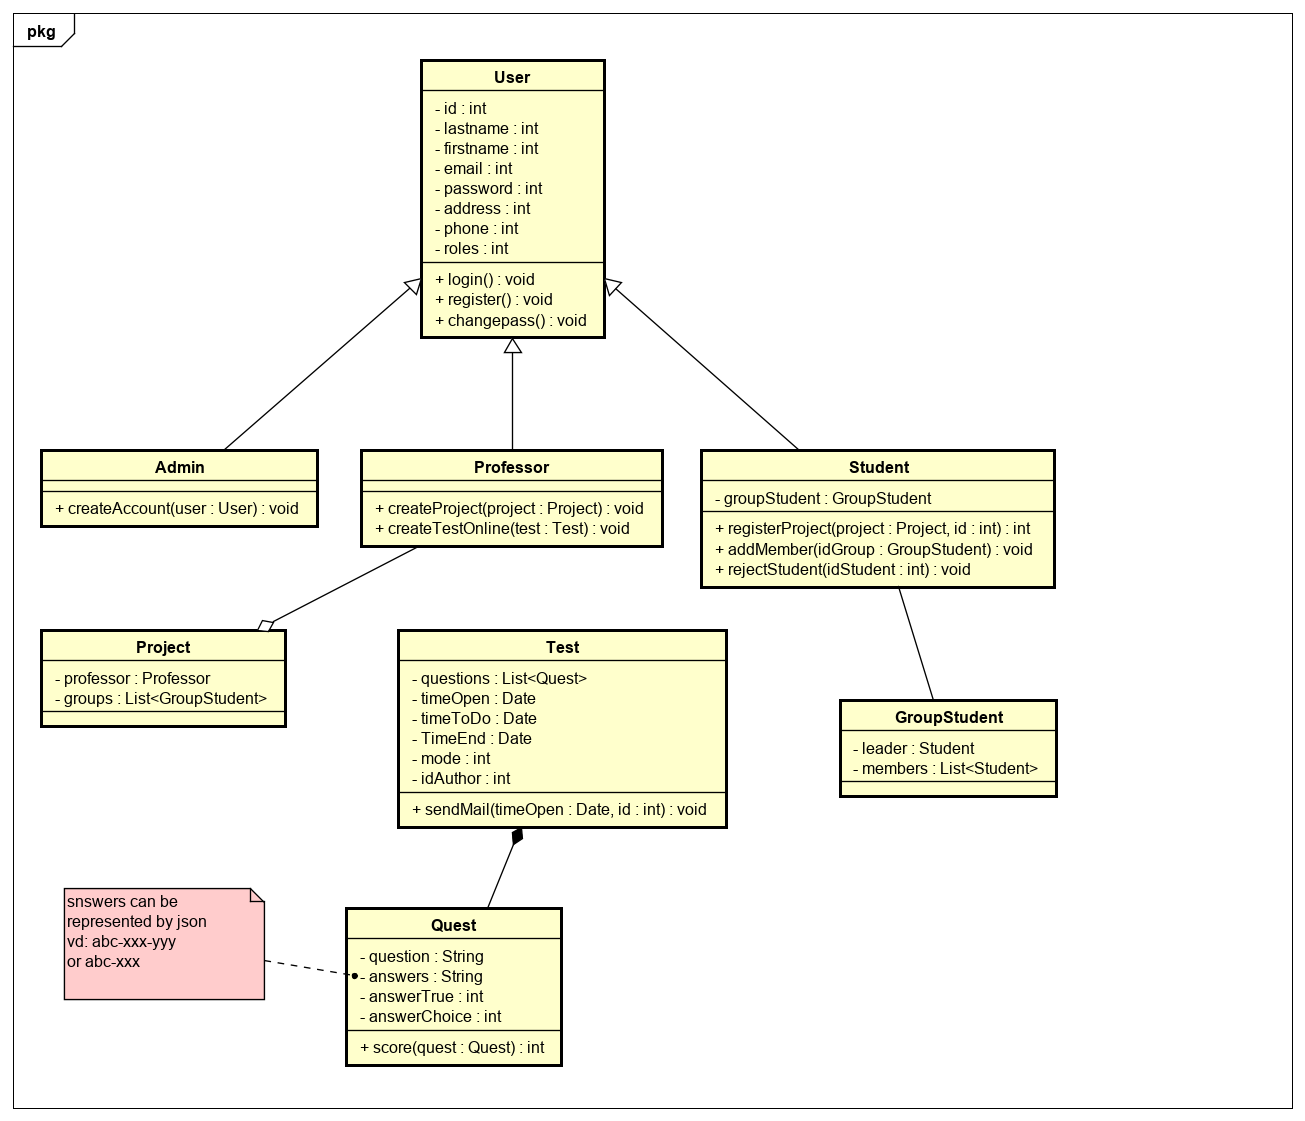 pkg
User
- id : int
- lastname : int
- firstname : int
- email : int
- password : int
- address : int
- phone : int
- roles : int
+ login() : void
+ register() : void
+ changepass() : void
Admin
+ createAccount(user : User) : void
Professor
+ createProject(project : Project) : void
+ createTestOnline(test : Test) : void
Student
- groupStudent : GroupStudent
+ registerProject(project : Project, id : int) : int
+ addMember(idGroup : GroupStudent) : void
+ rejectStudent(idStudent : int) : void
Project
- professor : Professor
- groups : List<GroupStudent>
Test
- questions : List<Quest>
- timeOpen : Date
- timeToDo : Date
- TimeEnd : Date
- mode : int
- idAuthor : int
+ sendMail(timeOpen : Date, id : int) : void
GroupStudent
- leader : Student
- members : List<Student>
snswers can be
represented by json
vd: abc-xxx-yyy
or abc-xxx
Quest
- question : String
- answers : String
- answerTrue : int
- answerChoice : int
+ score(quest : Quest) : int